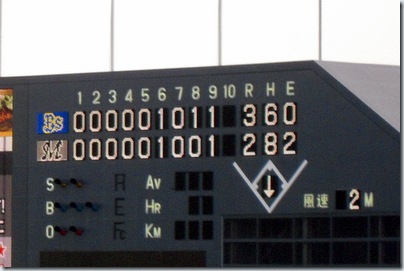 1 2 3 4 5 6 7 8 9 10 R H E
Bs 0 0 0 0 0 1 0 1 1 3 6 0
M 0 0 0 0 0 1 0 0 1 2 8 2
S H AV
B E HR 風速 2 M
O Fc KM